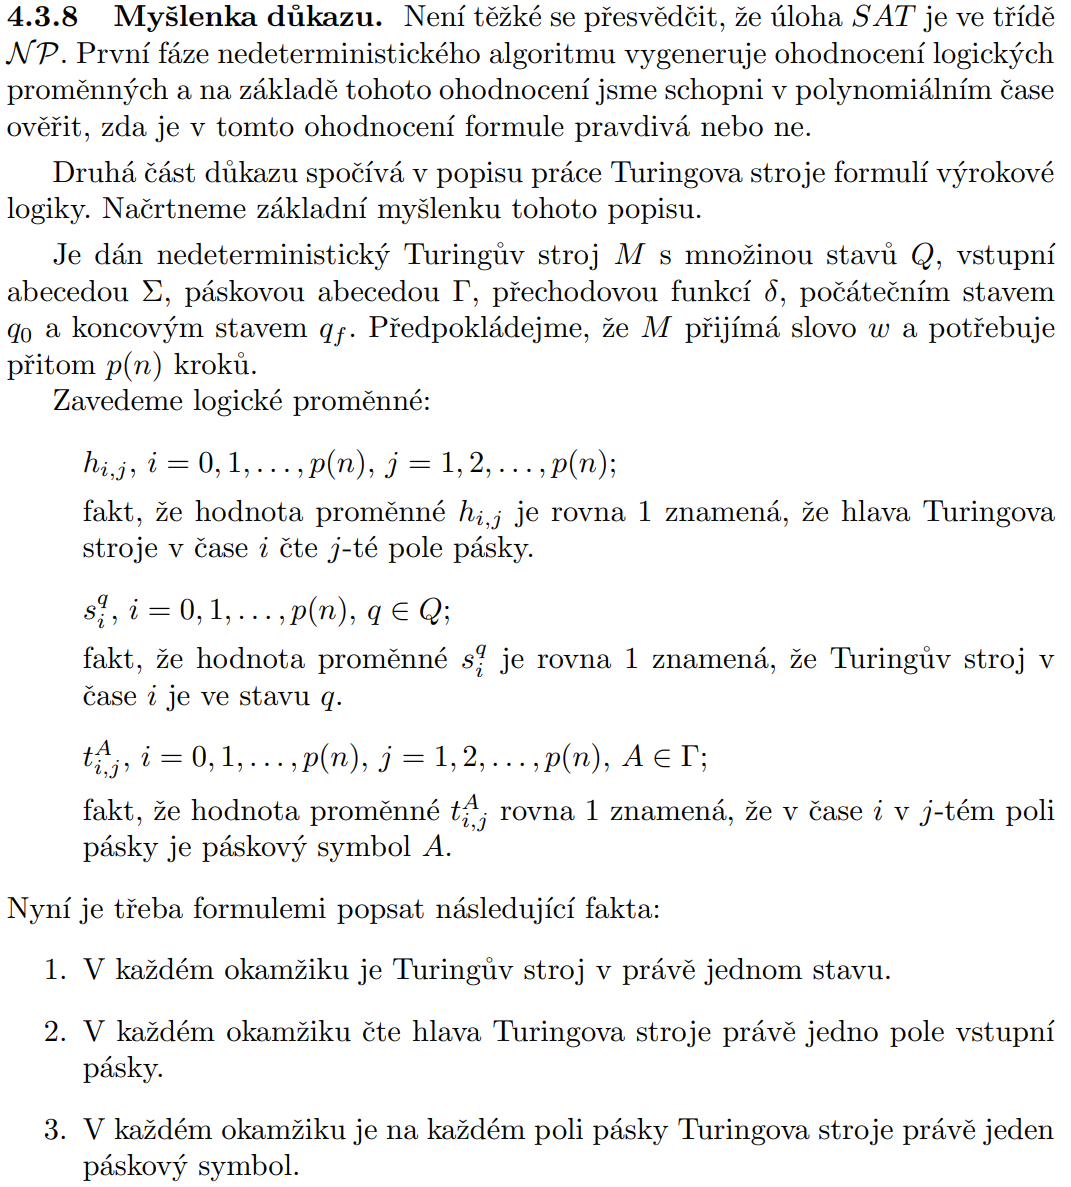 4.3.8 Myšlenka důkazu. Není těžké se přesvědčit, že úloha SAT je ve třídě
𝒩𝒫. První fáze nedeterministického algoritmu vygeneruje ohodnocení logických
proměnných a na základě tohoto ohodnocení jsme schopni v polynomiálním čase
ověřit, zda je v tomto ohodnocení formule pravdivá nebo ne.
Druhá část důkazu spočívá v popisu práce Turingova stroje formulí výrokové
logiky. Načrtneme základní myšlenku tohoto popisu.
Je dán nedeterministický Turingův stroj M s množinou stavů Q, vstupní
abecedou Σ, páskovou abecedou Γ, přechodovou funkcí δ, počátečním stavem
q₀ a koncovým stavem q_f. Předpokládejme, že M přijímá slovo w a potřebuje
přitom p(n) kroků.
Zavedeme logické proměnné:
h_{i,j}, i = 0, 1, . . . , p(n), j = 1, 2, . . . , p(n);
fakt, že hodnota proměnné h_{i,j} je rovna 1 znamená, že hlava Turingova
stroje v čase i čte j-té pole pásky.
s_i^q, i = 0, 1, . . . , p(n), q ∈ Q;
fakt, že hodnota proměnné s_i^q je rovna 1 znamená, že Turingův stroj v
čase i je ve stavu q.
t_{i,j}^A, i = 0, 1, . . . , p(n), j = 1, 2, . . . , p(n), A ∈ Γ;
fakt, že hodnota proměnné t_{i,j}^A rovna 1 znamená, že v čase i v j-tém poli
pásky je páskový symbol A.
Nyní je třeba formulemi popsat následující fakta:
1. V každém okamžiku je Turingův stroj v právě jednom stavu.
2. V každém okamžiku čte hlava Turingova stroje právě jedno pole vstupní
pásky.
3. V každém okamžiku je na každém poli pásky Turingova stroje právě jeden
páskový symbol.